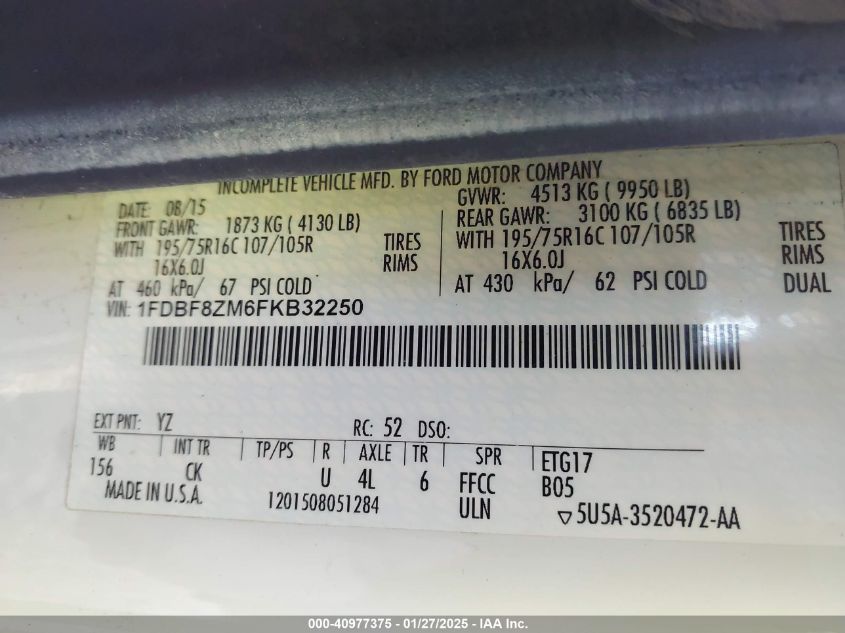 INCOMPLETE VEHICLE MFD. BY FORD MOTOR COMPANY
DATE: 08/15 GVWR: 4513 KG ( 9950 LB)
FRONT GAWR: 1873 KG ( 4130 LB) REAR GAWR: 3100 KG ( 6835 LB)
WITH 195/75R16C 107/105R TIRES WITH 195/75R16C 107/105R TIRES
16X6.0J RIMS 16X6.0J RIMS
AT 460 kPa/ 67 PSI COLD AT 430 kPa/ 62 PSI COLD DUAL
VIN: 1FDBF8ZM6FKB32250
EXT PNT: YZ RC: 52 DSO:
WB INT TR TP/PS R AXLE TR SPR ETG17
156 CK U 4L 6 FFCC B05
MADE IN U.S.A. 1201508051284 ULN ▽5U5A-3520472-AA
000-40977375 - 01/27/2025 - IAA Inc.